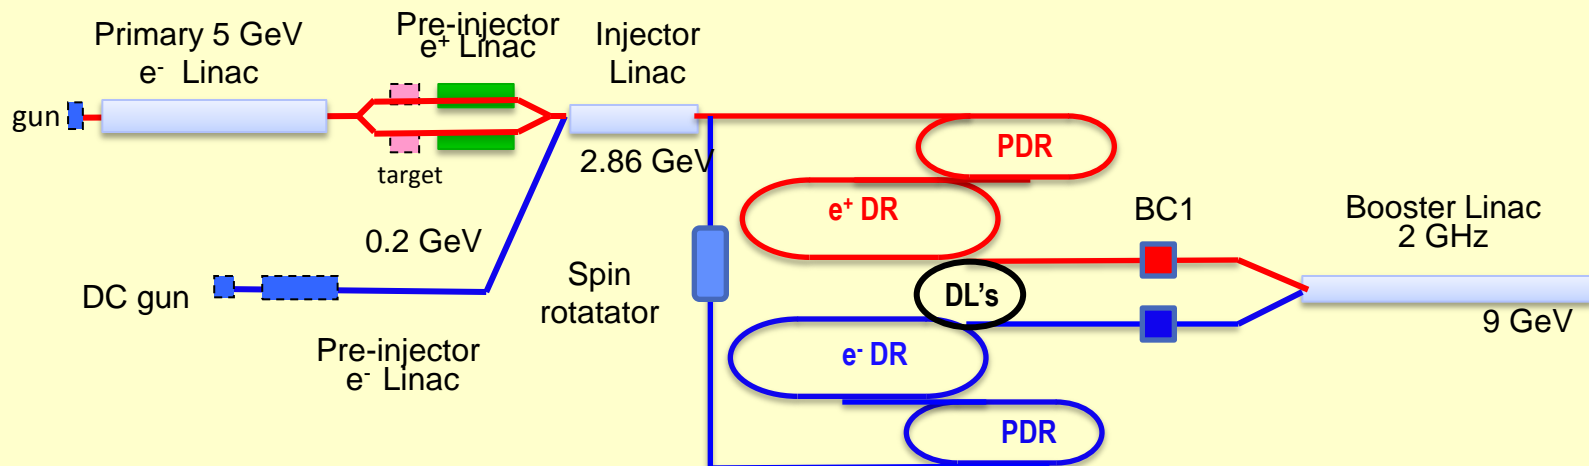 Primary 5 GeV
e⁻ Linac
Pre-injector
e⁺ Linac
Injector
Linac
gun
target
2.86 GeV
PDR
e⁺ DR
BC1
Booster Linac
2 GHz
0.2 GeV
DC gun
Spin
rotatator
DL's
9 GeV
Pre-injector
e⁻ Linac
e⁻ DR
PDR